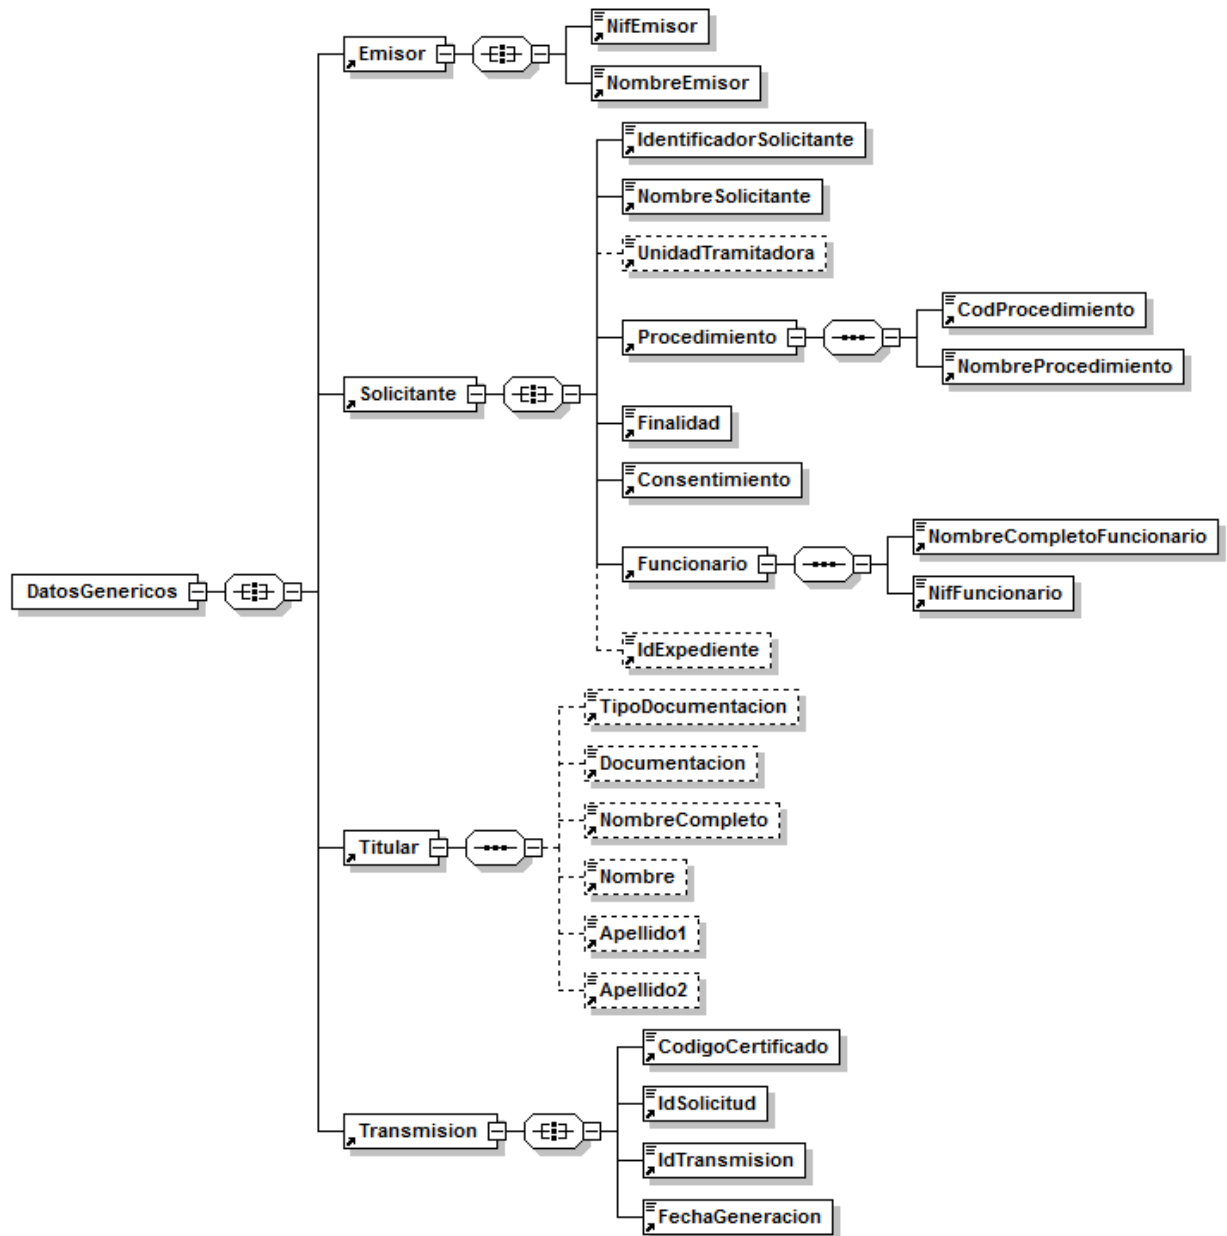 DatosGenericos
Emisor
NifEmisor
NombreEmisor
Solicitante
IdentificadorSolicitante
NombreSolicitante
UnidadTramitadora
Procedimiento
CodProcedimiento
NombreProcedimiento
Finalidad
Consentimiento
Funcionario
NombreCompletoFuncionario
NifFuncionario
IdExpediente
Titular
TipoDocumentacion
Documentacion
NombreCompleto
Nombre
Apellido1
Apellido2
Transmision
CodigoCertificado
IdSolicitud
IdTransmision
FechaGeneracion